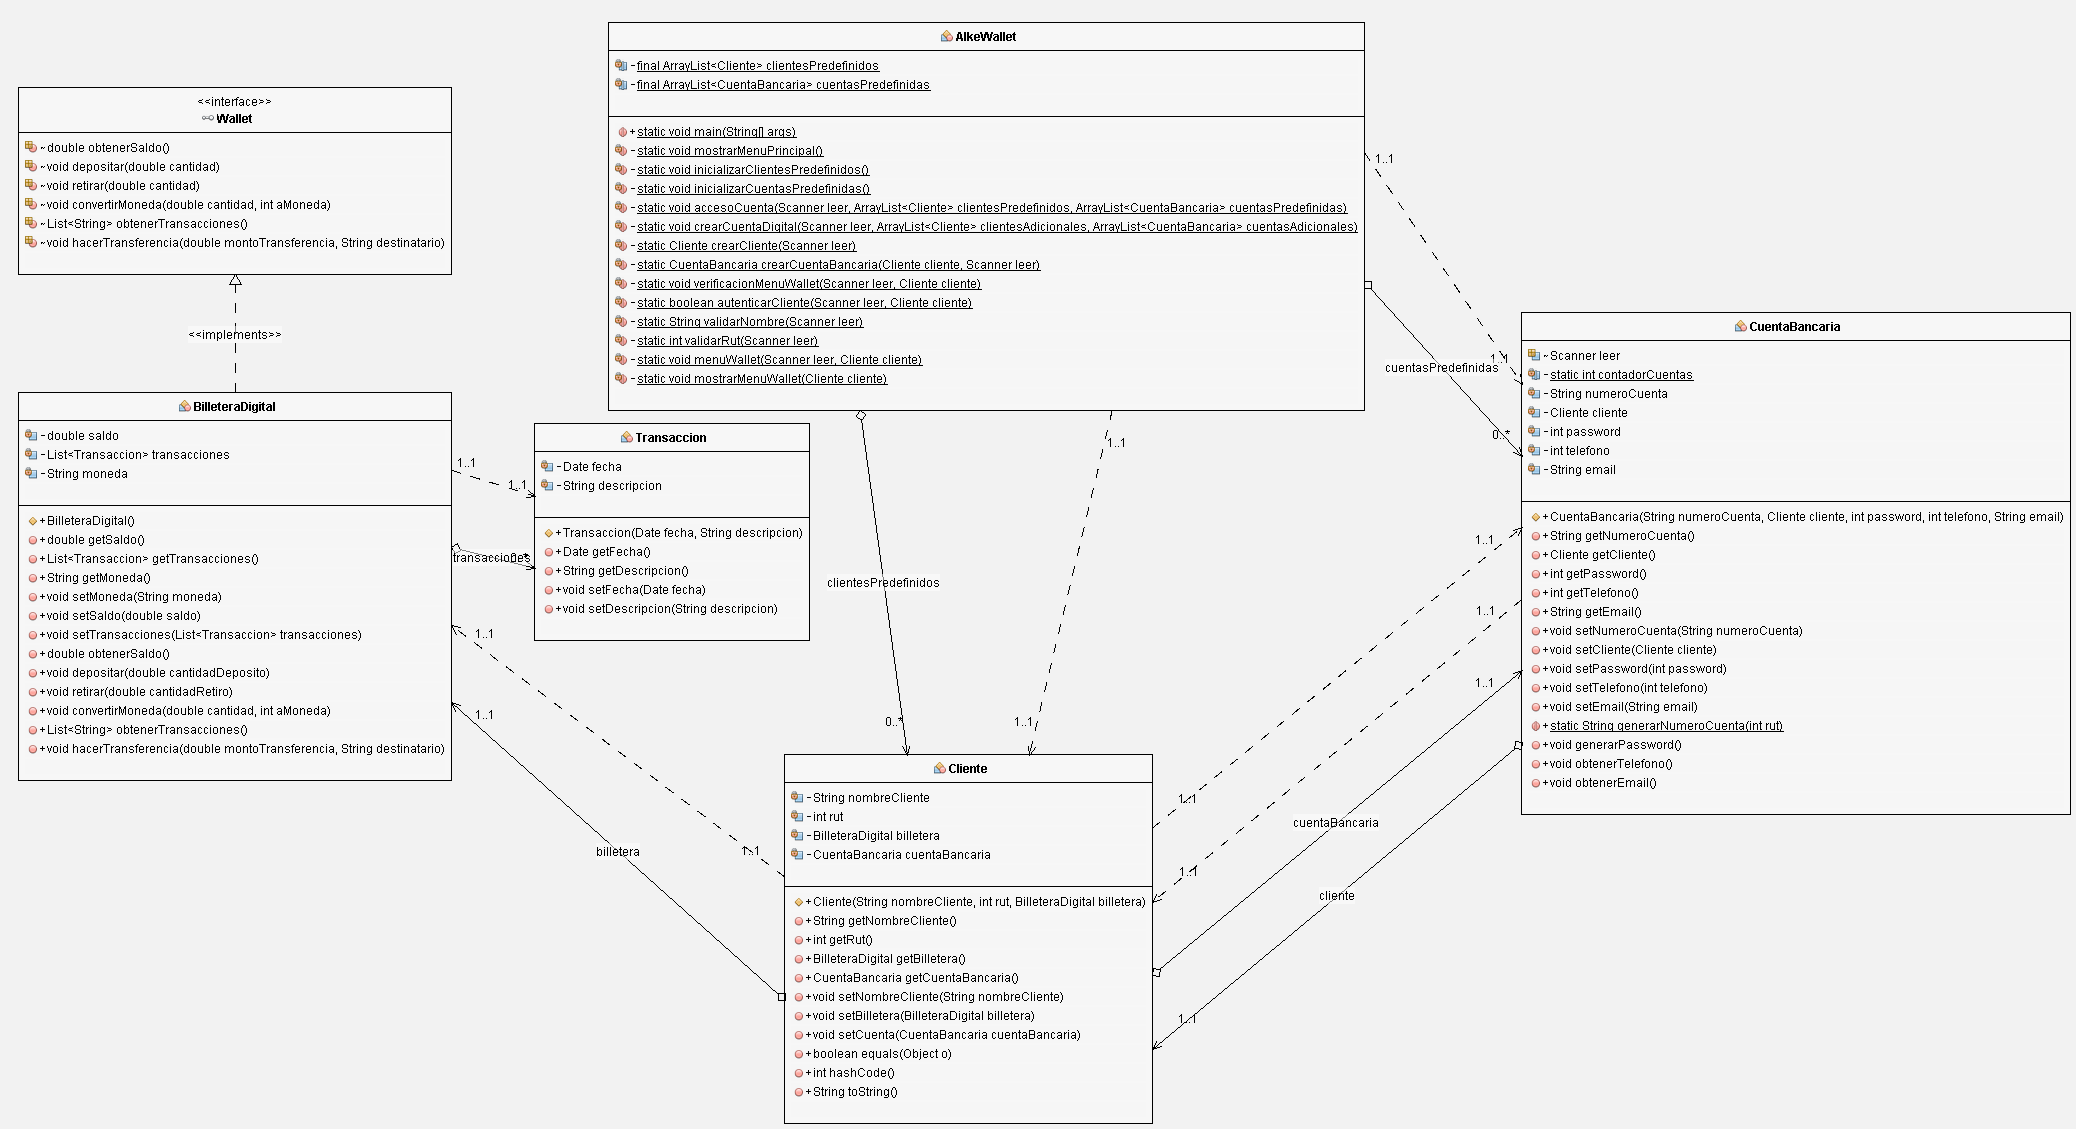 <<interface>>
Wallet
~double obtenerSaldo()
~void depositar(double cantidad)
~void retirar(double cantidad)
~void convertirMoneda(double cantidad, int aMoneda)
~List<String> obtenerTransacciones()
~void hacerTransferencia(double montoTransferencia, String destinatario)
<<implements>>
BilleteraDigital
-double saldo
-List<Transaccion> transacciones
-String moneda
+BilleteraDigital()
+double getSaldo()
+List<Transaccion> getTransacciones()
+String getMoneda()
+void setMoneda(String moneda)
+void setSaldo(double saldo)
+void setTransacciones(List<Transaccion> transacciones)
+double obtenerSaldo()
+void depositar(double cantidadDeposito)
+void retirar(double cantidadRetiro)
+void convertirMoneda(double cantidad, int aMoneda)
+List<String> obtenerTransacciones()
+void hacerTransferencia(double montoTransferencia, String destinatario)
1..1
1..1
transacciones
Transaccion
-Date fecha
-String descripcion
+Transaccion(Date fecha, String descripcion)
+Date getFecha()
+String getDescripcion()
+void setFecha(Date fecha)
+void setDescripcion(String descripcion)
AlkeWallet
-final ArrayList<Cliente> clientesPredefinidos
-final ArrayList<CuentaBancaria> cuentasPredefinidas
+static void main(String[] args)
-static void mostrarMenuPrincipal()
-static void inicializarClientesPredefinidos()
-static void inicializarCuentasPredefinidas()
-static void accesoCuenta(Scanner leer, ArrayList<Cliente> clientesPredefinidos, ArrayList<CuentaBancaria> cuentasPredefinidas)
-static void crearCuentaDigital(Scanner leer, ArrayList<Cliente> clientesAdicionales, ArrayList<CuentaBancaria> cuentasAdicionales)
-static Cliente crearCliente(Scanner leer)
-static CuentaBancaria crearCuentaBancaria(Cliente cliente, Scanner leer)
-static void verificacionMenuWallet(Scanner leer, Cliente cliente)
-static boolean autenticarCliente(Scanner leer, Cliente cliente)
-static String validarNombre(Scanner leer)
-static int validarRut(Scanner leer)
-static void menuWallet(Scanner leer, Cliente cliente)
-static void mostrarMenuWallet(Cliente cliente)
1..1
1..1
cuentasPredefinidas
0..*
1..1
clientesPredefinidos
0..*
1..1
CuentaBancaria
~Scanner leer
-static int contadorCuentas
-String numeroCuenta
-Cliente cliente
-int password
-int telefono
-String email
+CuentaBancaria(String numeroCuenta, Cliente cliente, int password, int telefono, String email)
+String getNumeroCuenta()
+Cliente getCliente()
+int getPassword()
+int getTelefono()
+String getEmail()
+void setNumeroCuenta(String numeroCuenta)
+void setCliente(Cliente cliente)
+void setPassword(int password)
+void setTelefono(int telefono)
+void setEmail(String email)
+static String generarNumeroCuenta(int rut)
+void generarPassword()
+void obtenerTelefono()
+void obtenerEmail()
1..1
1..1
1..1
1..1
1..1
billetera
1..1
1..1
1..1
cuentaBancaria
cliente
1..1
Cliente
-String nombreCliente
-int rut
-BilleteraDigital billetera
-CuentaBancaria cuentaBancaria
+Cliente(String nombreCliente, int rut, BilleteraDigital billetera)
+String getNombreCliente()
+int getRut()
+BilleteraDigital getBilletera()
+CuentaBancaria getCuentaBancaria()
+void setNombreCliente(String nombreCliente)
+void setBilletera(BilleteraDigital billetera)
+void setCuenta(CuentaBancaria cuentaBancaria)
+boolean equals(Object o)
+int hashCode()
+String toString()